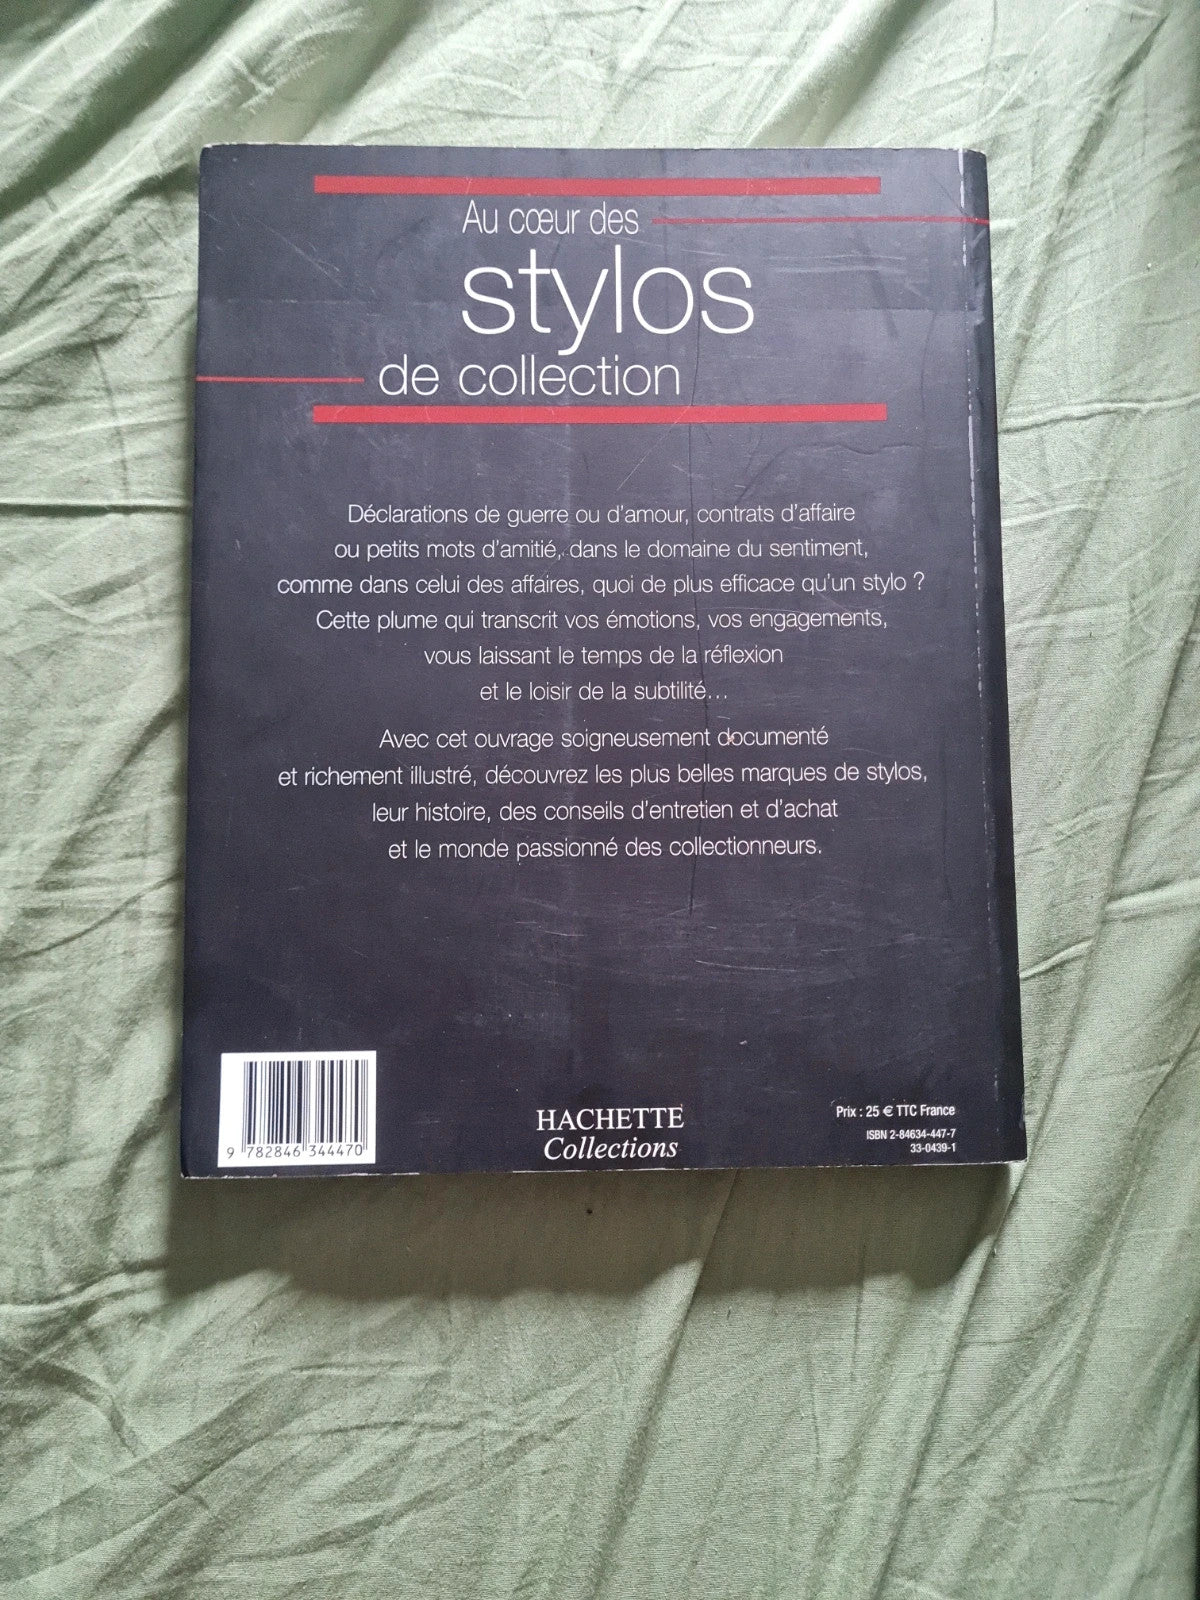 Au cœur des
stylos
de collection
Déclarations de guerre ou d'amour, contrats d'affaire
ou petits mots d'amitié, dans le domaine du sentiment,
comme dans celui des affaires, quoi de plus efficace qu'un stylo ?
Cette plume qui transcrit vos émotions, vos engagements,
vous laissant le temps de la réflexion
et le loisir de la subtilité...
Avec cet ouvrage soigneusement documenté
et richement illustré, découvrez les plus belles marques de stylos,
leur histoire, des conseils d'entretien et d'achat
et le monde passionné des collectionneurs.
9 782846 344470
HACHETTE
Collections
Prix : 25 € TTC France
ISBN 2-84634-447-7
33-0439-1